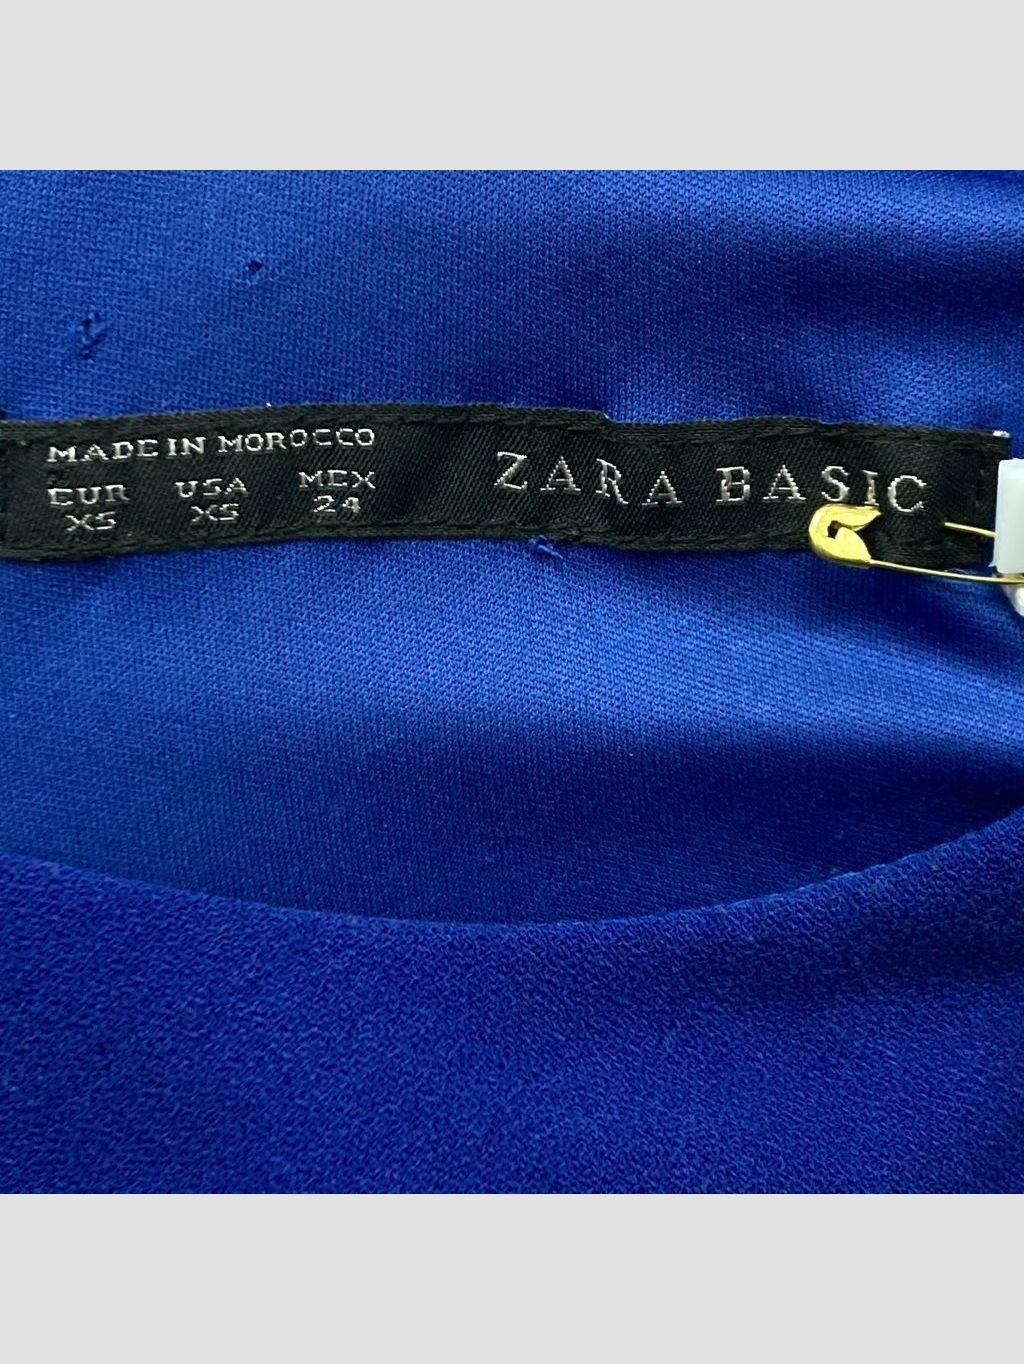 MADE IN MOROCCO
EUR USA MEX
XS XS 24
ZARA BASIC